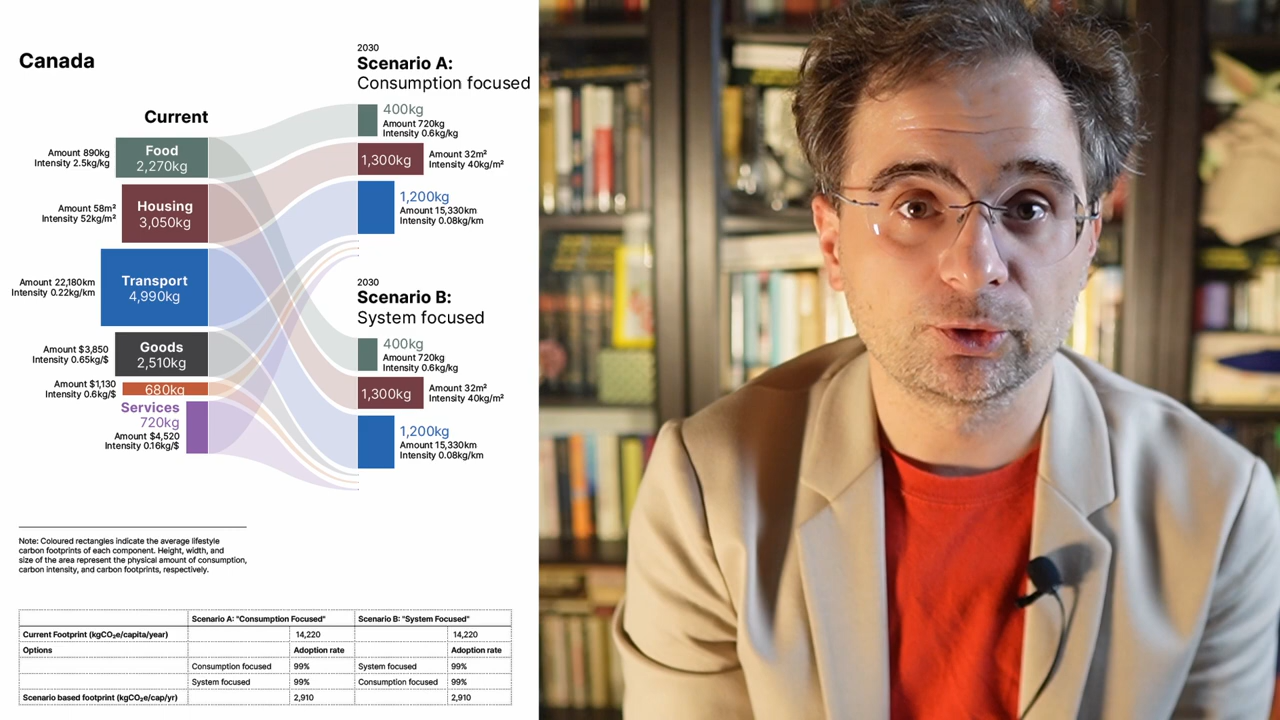 Canada
Current
Amount 890kg
Intensity 2.5kg/kg
Food
2,270kg
Amount 58m²
Intensity 52kg/m²
Housing
3,050kg
Amount 22,180km
Intensity 0.22kg/km
Transport
4,990kg
Amount $3,850
Intensity 0.65kg/$
Goods
2,510kg
Amount $1,130
Intensity 0.6kg/$
680kg
Services
720kg
Amount $4,520
Intensity 0.16kg/$
2030
Scenario A:
Consumption focused
400kg
Amount 720kg
Intensity 0.6kg/kg
1,300kg
Amount 32m²
Intensity 40kg/m²
1,200kg
Amount 15,330km
Intensity 0.08kg/km
2030
Scenario B:
System focused
400kg
Amount 720kg
Intensity 0.6kg/kg
1,300kg
Amount 32m²
Intensity 40kg/m²
1,200kg
Amount 15,330km
Intensity 0.08kg/km
Note: Coloured rectangles indicate the average lifestyle
carbon footprints of each component. Height, width, and
size of the area represent the physical amount of consumption,
carbon intensity, and carbon footprints, respectively.
Scenario A: "Consumption Focused" Scenario B: "System Focused"
Current Footprint (kgCO₂e/capita/year) 14,220 14,220
Options Adoption rate Adoption rate
Consumption focused 99% System focused 99%
System focused 99% Consumption focused 99%
Scenario based footprint (kgCO₂e/cap/yr) 2,910 2,910